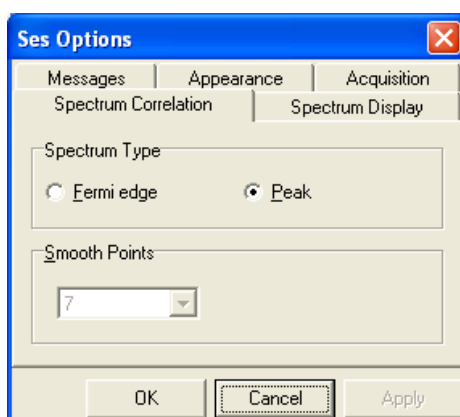 Ses Options
Messages Appearance Acquisition
Spectrum Correlation Spectrum Display
Spectrum Type
Fermi edge Peak
Smooth Points
7
OK Cancel Apply